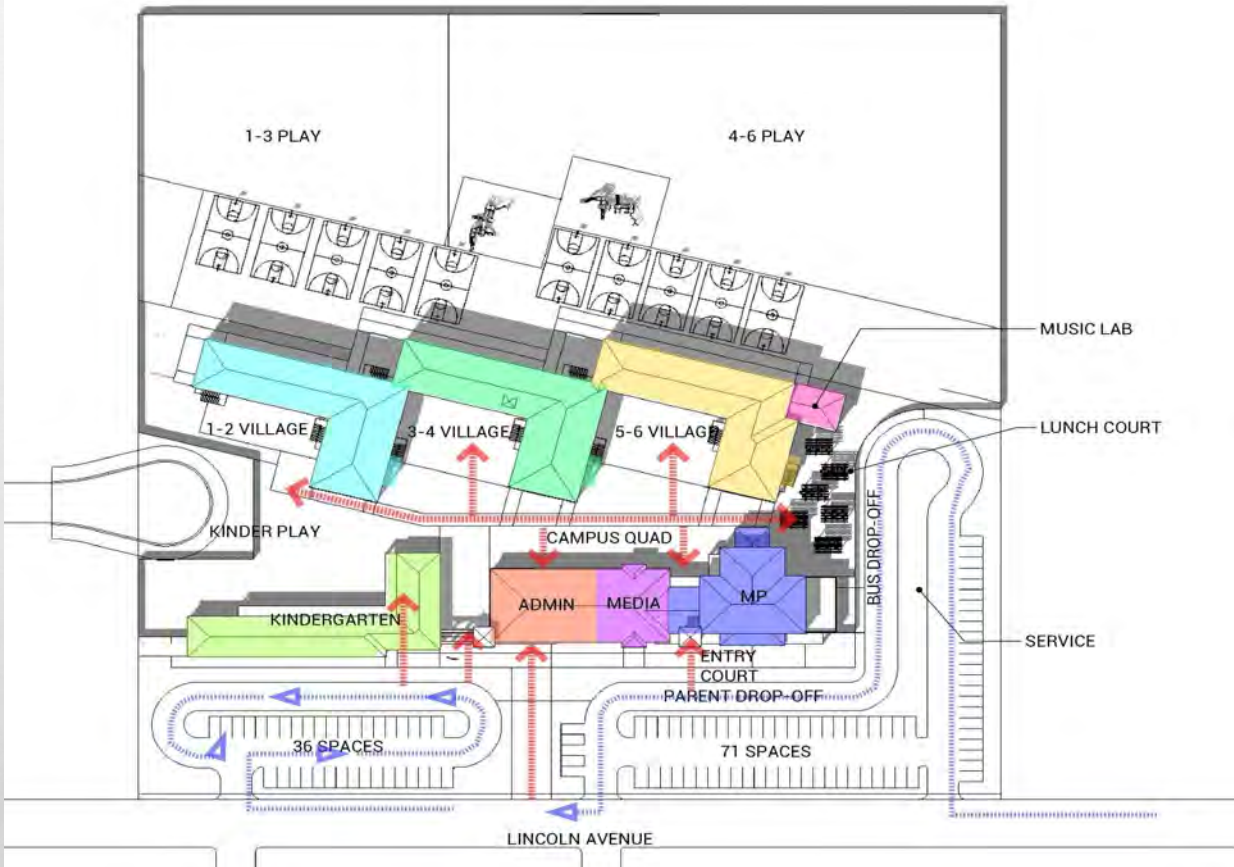 1-3 PLAY
4-6 PLAY
MUSIC LAB
1-2 VILLAGE
3-4 VILLAGE
5-6 VILLAGE
LUNCH COURT
KINDER PLAY
CAMPUS QUAD
BUS DROP-OFF
ADMIN
MEDIA
MP
KINDERGARTEN
SERVICE
ENTRY
COURT
PARENT DROP-OFF
36 SPACES
71 SPACES
LINCOLN AVENUE